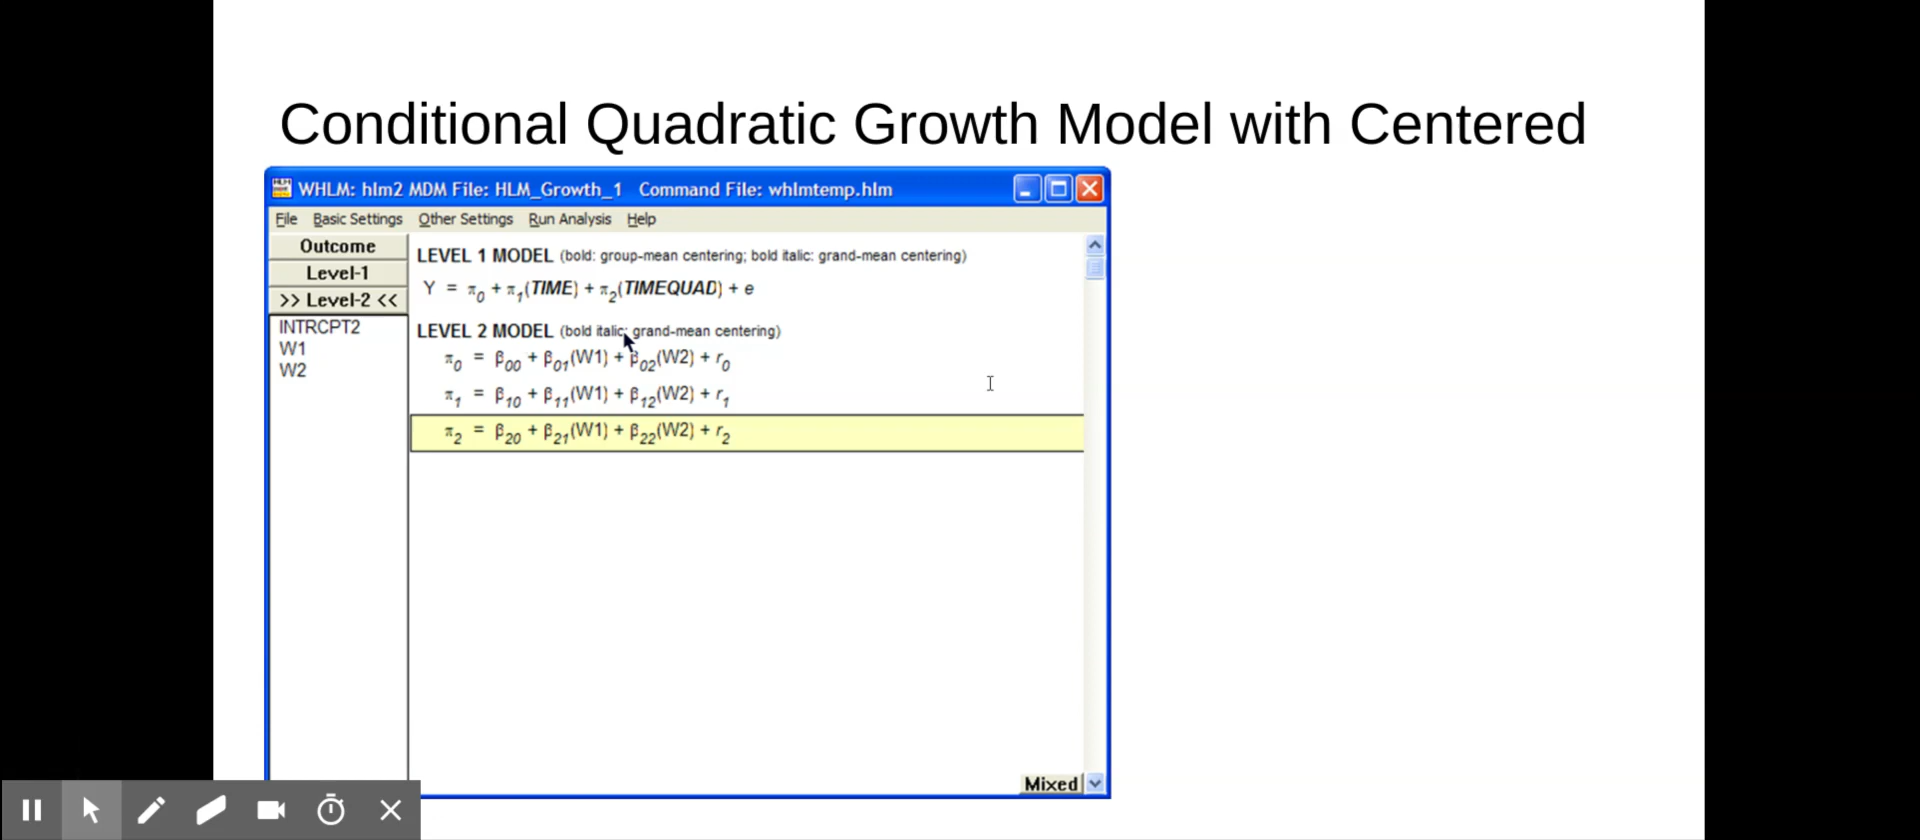 Conditional Quadratic Growth Model with Centered
WHLM: hlm2 MDM File: HLM_Growth_1 Command File: whlmtemp.hlm
File Basic Settings Other Settings Run Analysis Help
Outcome
Level-1
>> Level-2 <<
INTRCPT2
W1
W2
LEVEL 1 MODEL (bold: group-mean centering; bold italic: grand-mean centering)
Y = π0 + π1(TIME) + π2(TIMEQUAD) + e
LEVEL 2 MODEL (bold italic: grand-mean centering)
π0 = β00 + β01(W1) + β02(W2) + r0
π1 = β10 + β11(W1) + β12(W2) + r1
π2 = β20 + β21(W1) + β22(W2) + r2
Mixed